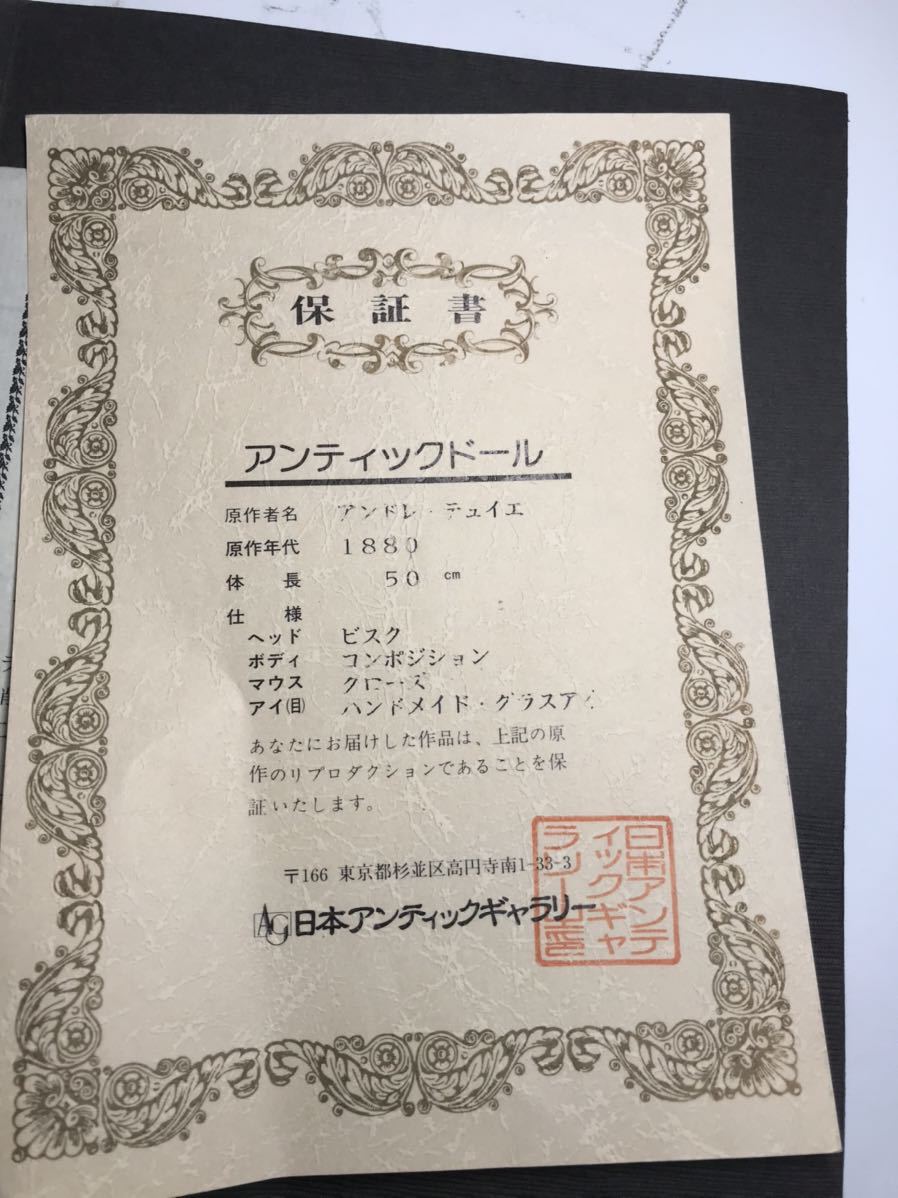 保証書
アンティックドール
原作者名 アンドレ・テュイエ
原作年代 1880
体長 50 cm
仕様
ヘッド ビスク
ボディ コンポジション
マウス クローズ
アイ(目) ハンドメイド・グラスアイ
あなたにお届けした作品は、上記の原
作のリプロダクションであることを保
証いたします。
〒166 東京都杉並区高円寺南1-33-3
AG 日本アンティックギャラリー
日本アンテ
ィックギャ
ラリー印